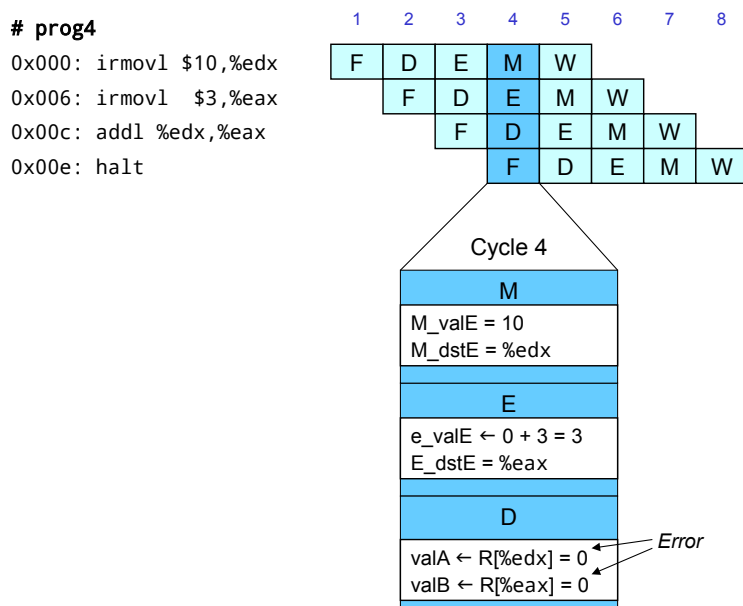 1 2 3 4 5 6 7 8
# prog4
0x000: irmovl $10,%edx F D E M W
0x006: irmovl $3,%eax F D E M W
0x00c: addl %edx,%eax F D E M W
0x00e: halt F D E M W
Cycle 4
M
M_valE = 10
M_dstE = %edx
E
e_valE ← 0 + 3 = 3
E_dstE = %eax
D
Error
valA ← R[%edx] = 0
valB ← R[%eax] = 0